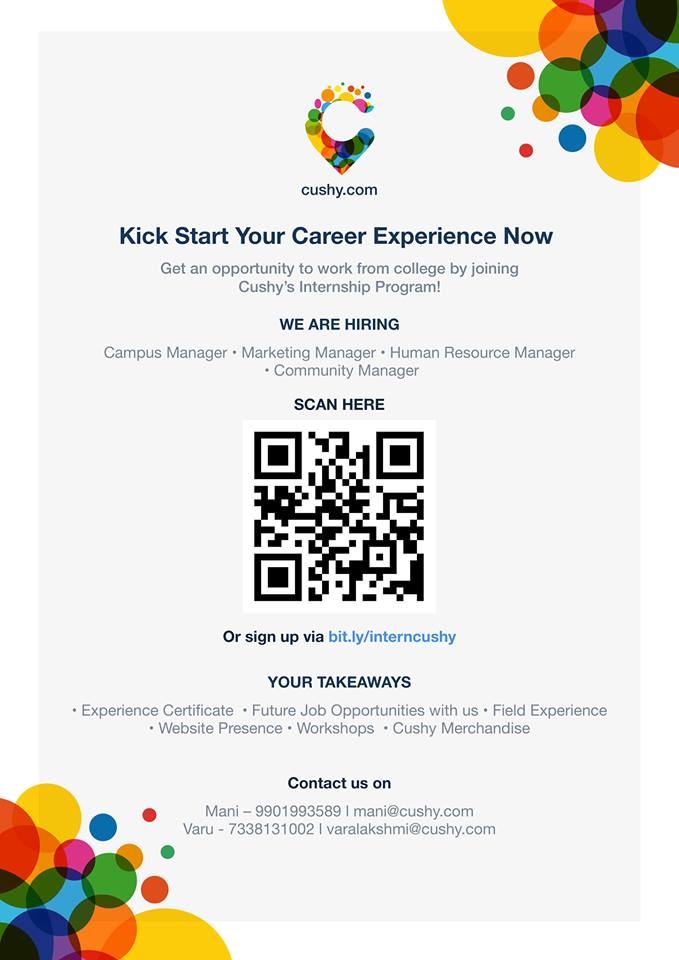 cushy.com
Kick Start Your Career Experience Now
Get an opportunity to work from college by joining
Cushy's Internship Program!
WE ARE HIRING
Campus Manager • Marketing Manager • Human Resource Manager
• Community Manager
SCAN HERE
Or sign up via bit.ly/interncushy
YOUR TAKEAWAYS
• Experience Certificate • Future Job Opportunities with us • Field Experience
• Website Presence • Workshops • Cushy Merchandise
Contact us on
Mani – 9901993589 l mani@cushy.com
Varu - 7338131002 l varalakshmi@cushy.com